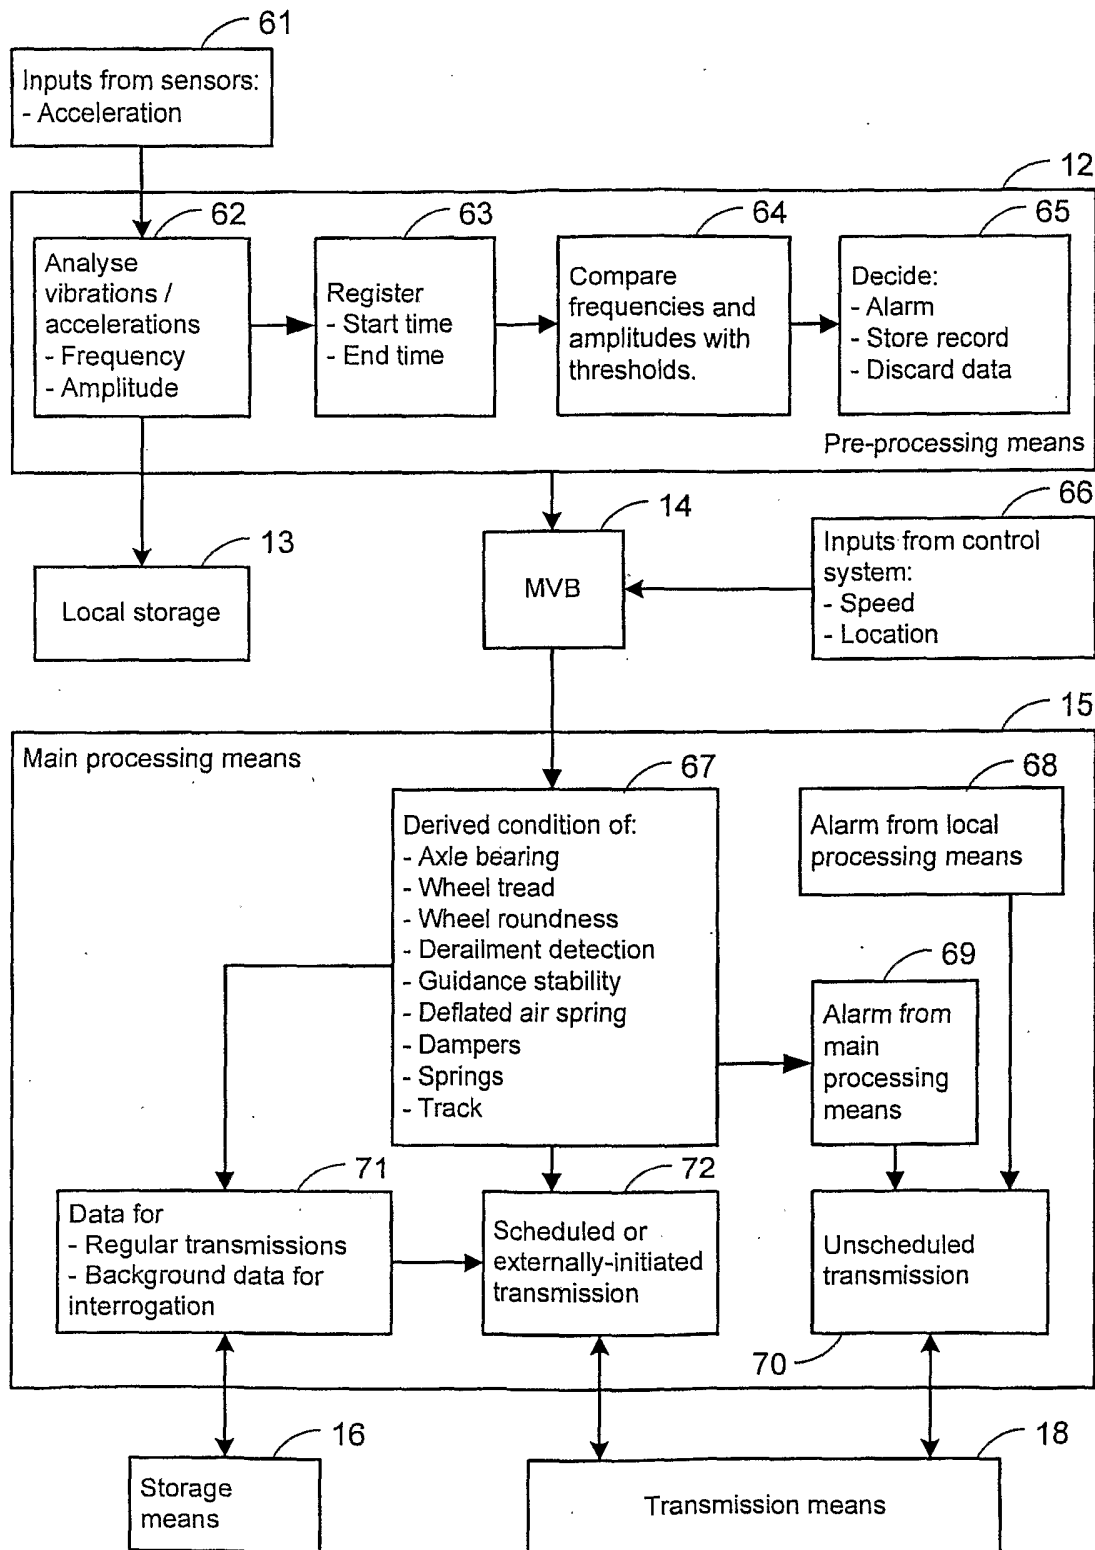 61
Inputs from sensors:
- Acceleration
12
62
Analyse
vibrations /
accelerations
- Frequency
- Amplitude
63
Register
- Start time
- End time
64
Compare
frequencies and
amplitudes with
thresholds.
65
Decide:
- Alarm
- Store record
- Discard data
Pre-processing means
13
Local storage
14
MVB
66
Inputs from control
system:
- Speed
- Location
15
Main processing means
67
Derived condition of:
- Axle bearing
- Wheel tread
- Wheel roundness
- Derailment detection
- Guidance stability
- Deflated air spring
- Dampers
- Springs
- Track
68
Alarm from local
processing means
69
Alarm from
main
processing
means
71
Data for
- Regular transmissions
- Background data for
interrogation
72
Scheduled or
externally-initiated
transmission
Unscheduled
transmission
70
16
Storage
means
18
Transmission means